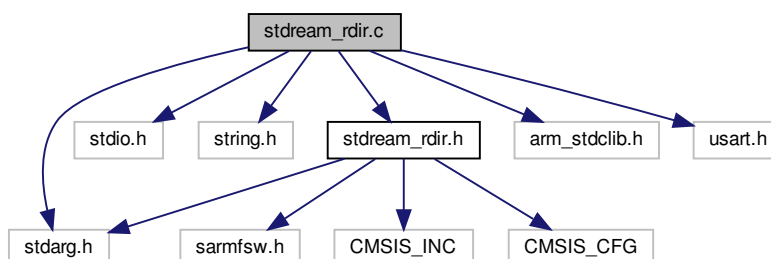 stdream_rdir.c
stdio.h
string.h
stdream_rdir.h
arm_stdclib.h
usart.h
stdarg.h
sarmfsw.h
CMSIS_INC
CMSIS_CFG